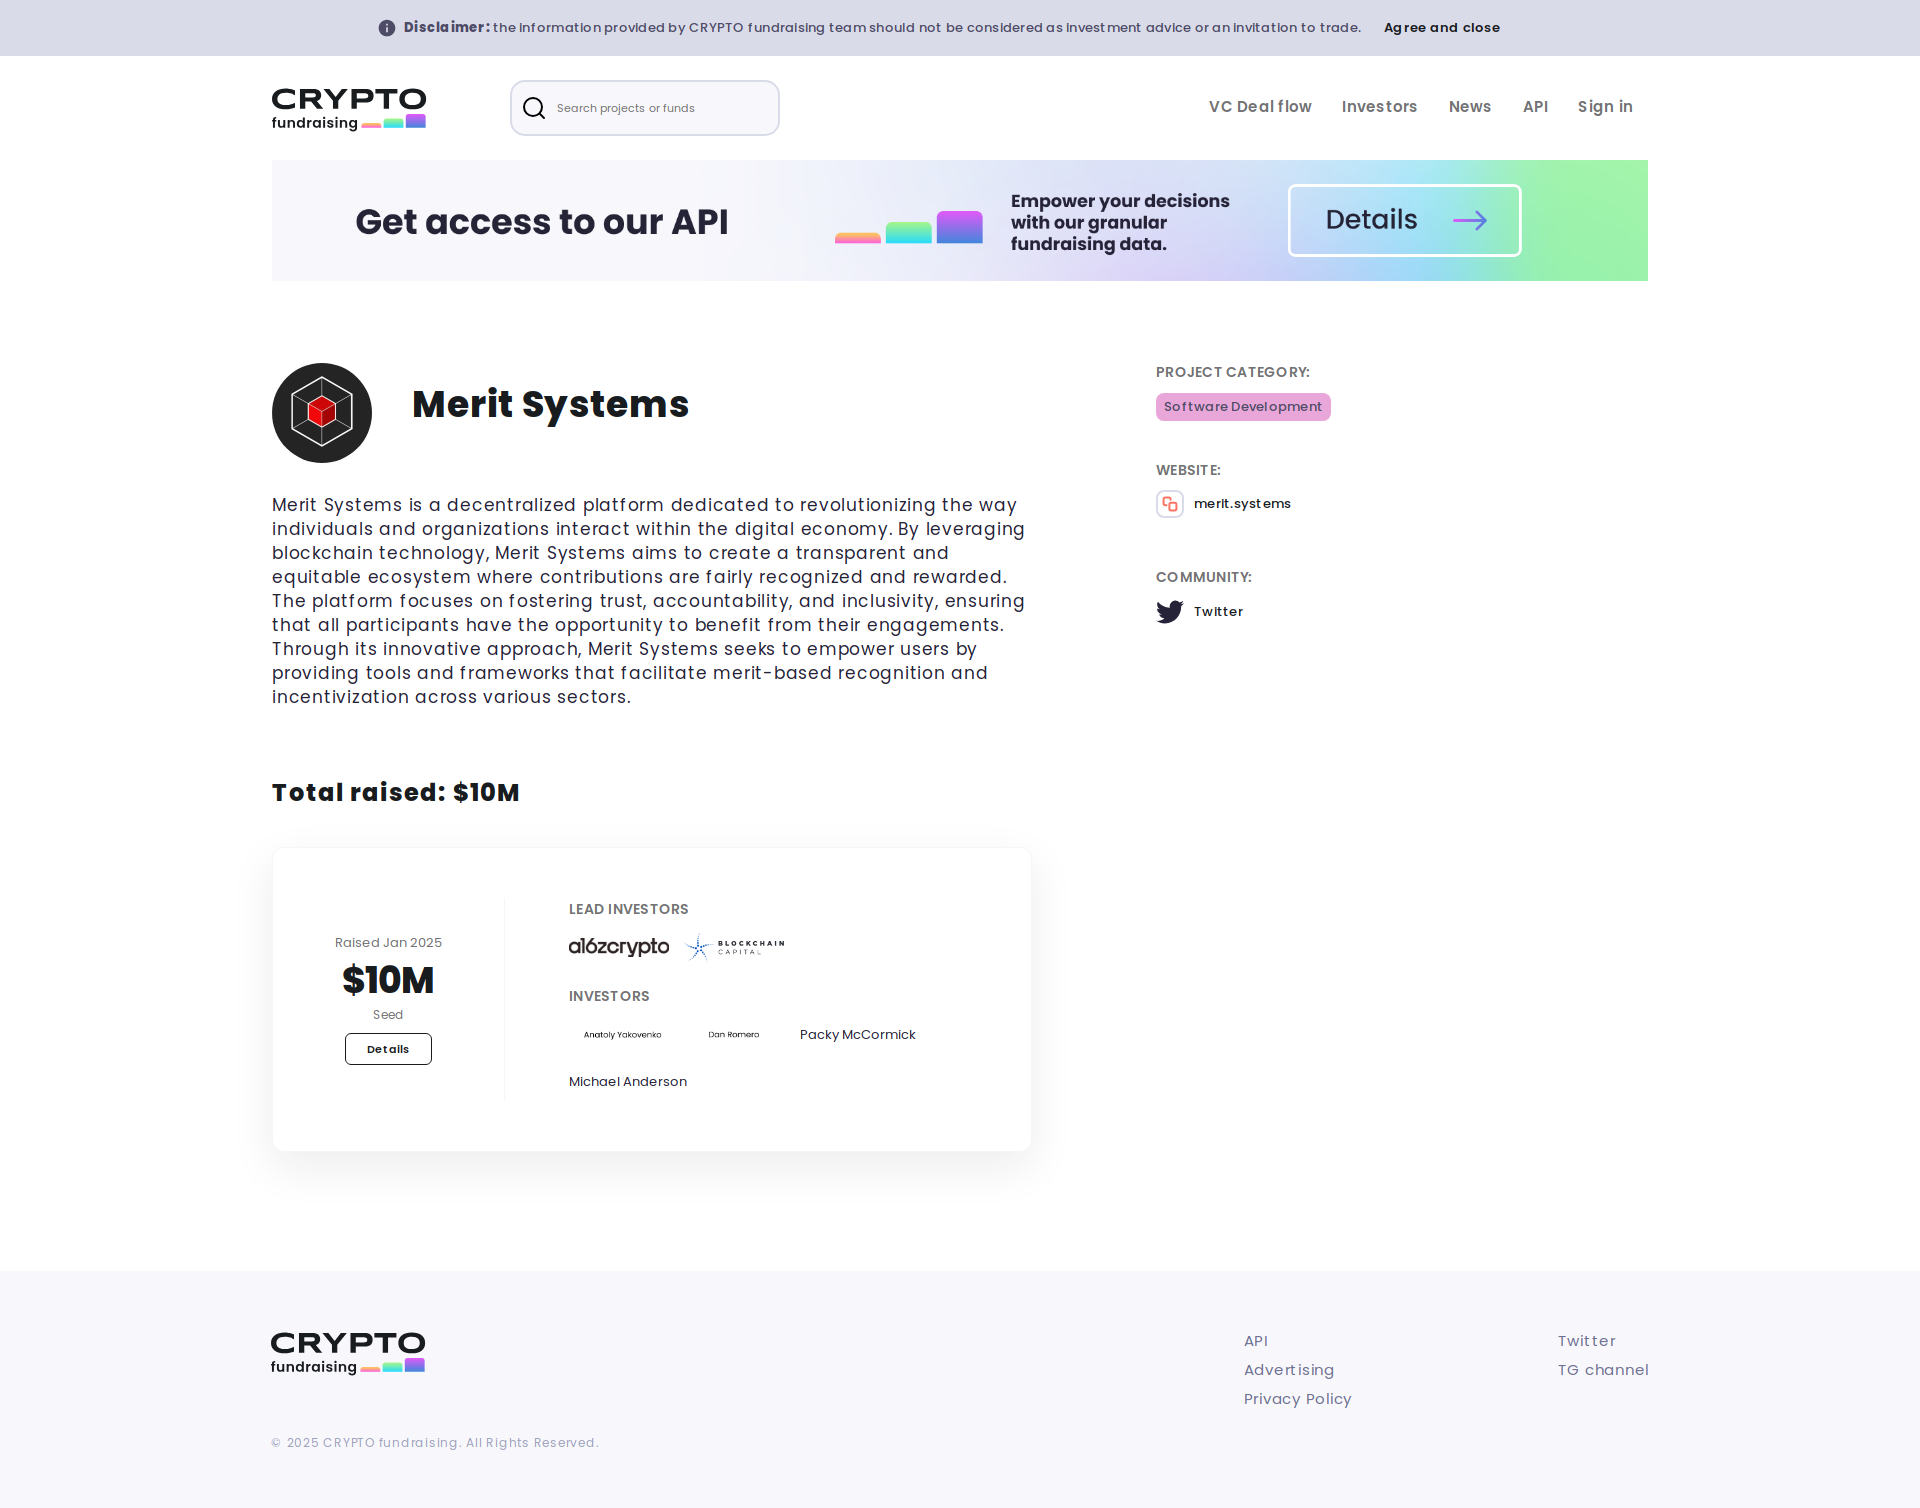 Disclaimer: the information provided by CRYPTO fundraising team should not be considered as investment advice or an invitation to trade. Agree and close
CRYPTO
fundraising
Search projects or funds
VC Deal flow Investors News API Sign in
Get access to our API
Empower your decisions
with our granular
fundraising data.
Details
Merit Systems
Merit Systems is a decentralized platform dedicated to revolutionizing the way
individuals and organizations interact within the digital economy. By leveraging
blockchain technology, Merit Systems aims to create a transparent and
equitable ecosystem where contributions are fairly recognized and rewarded.
The platform focuses on fostering trust, accountability, and inclusivity, ensuring
that all participants have the opportunity to benefit from their engagements.
Through its innovative approach, Merit Systems seeks to empower users by
providing tools and frameworks that facilitate merit-based recognition and
incentivization across various sectors.
PROJECT CATEGORY:
Software Development
WEBSITE:
merit.systems
COMMUNITY:
Twitter
Total raised: $10M
Raised Jan 2025
$10M
Seed
Details
LEAD INVESTORS
a16zcrypto
BLOCKCHAIN
CAPITAL
INVESTORS
Anatoly Yakovenko Dan Romero Packy McCormick
Michael Anderson
CRYPTO
fundraising
API
Advertising
Privacy Policy
Twitter
TG channel
© 2025 CRYPTO fundraising. All Rights Reserved.